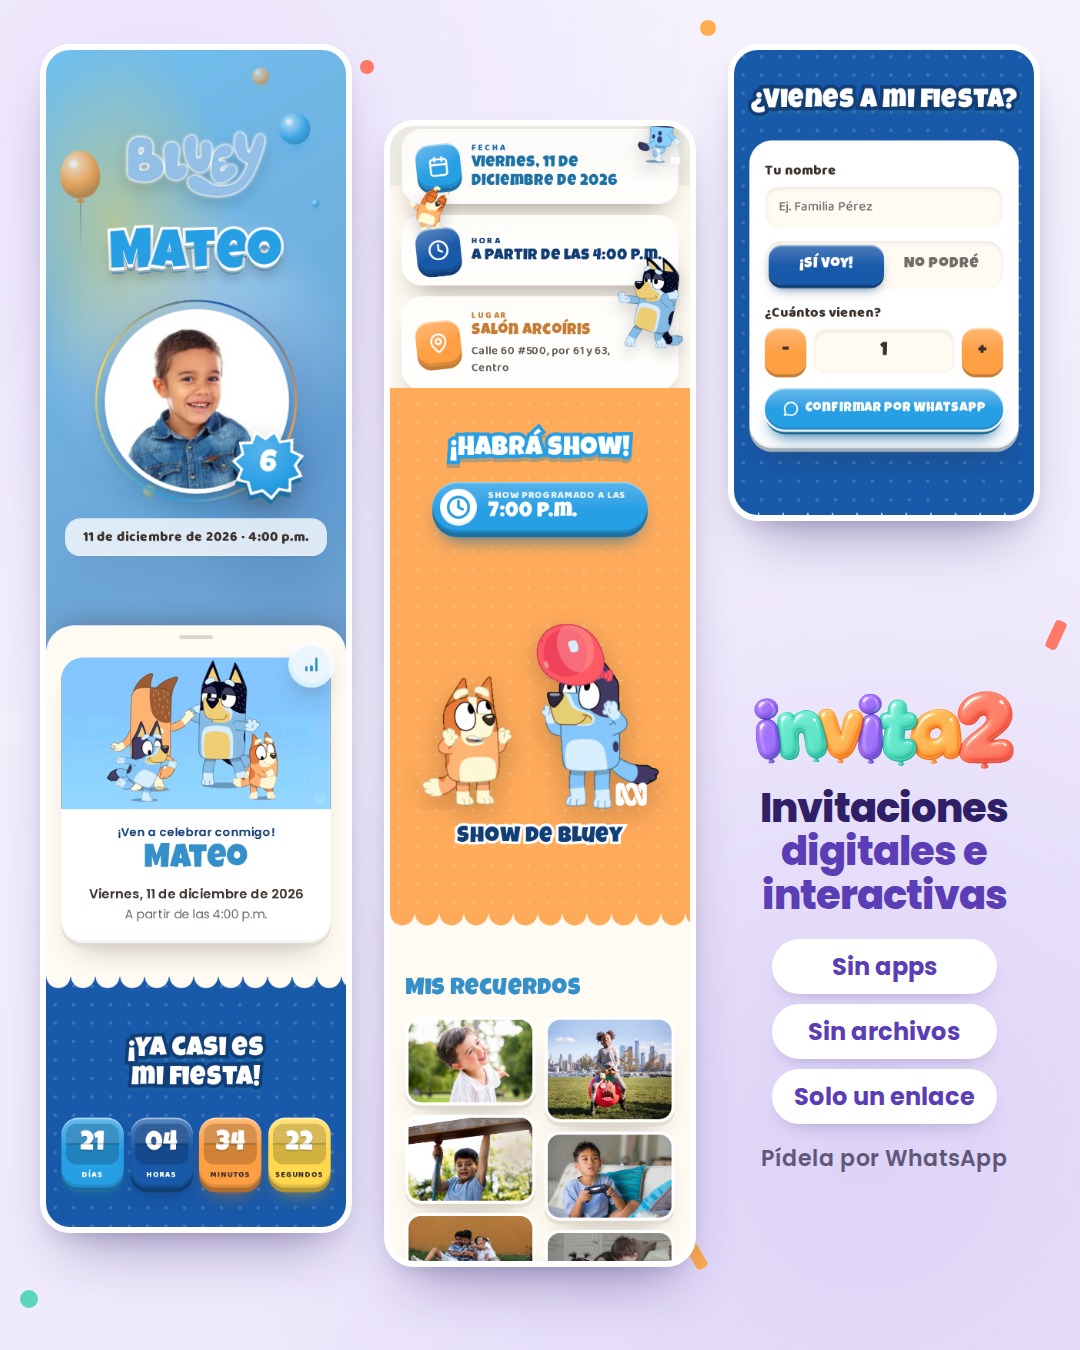 BLUEY
MATEO
6
11 de diciembre de 2026 · 4:00 p.m.
¡Ven a celebrar conmigo!
MATEO
Viernes, 11 de diciembre de 2026
A partir de las 4:00 p.m.
¡YA CASI ES
MI FIESTA!
21
DÍAS
04
HORAS
34
MINUTOS
22
SEGUNDOS
FECHA
VIERNES, 11 DE
DICIEMBRE DE 2026
HORA
A PARTIR DE LAS 4:00 P.M.
LUGAR
SALÓN ARCOÍRIS
Calle 60 #500, por 61 y 63,
Centro
¡HABRÁ SHOW!
SHOW PROGRAMADO A LAS
7:00 P.M.
SHOW DE BLUEY
MIS RECUERDOS
¿VIENES A MI FIESTA?
Tu nombre
Ej. Familia Pérez
¡SÍ VOY!
NO PODRÉ
¿Cuántos vienen?
-
1
+
CONFIRMAR POR WHATSAPP
invita2
Invitaciones
digitales e
interactivas
Sin apps
Sin archivos
Solo un enlace
Pídela por WhatsApp